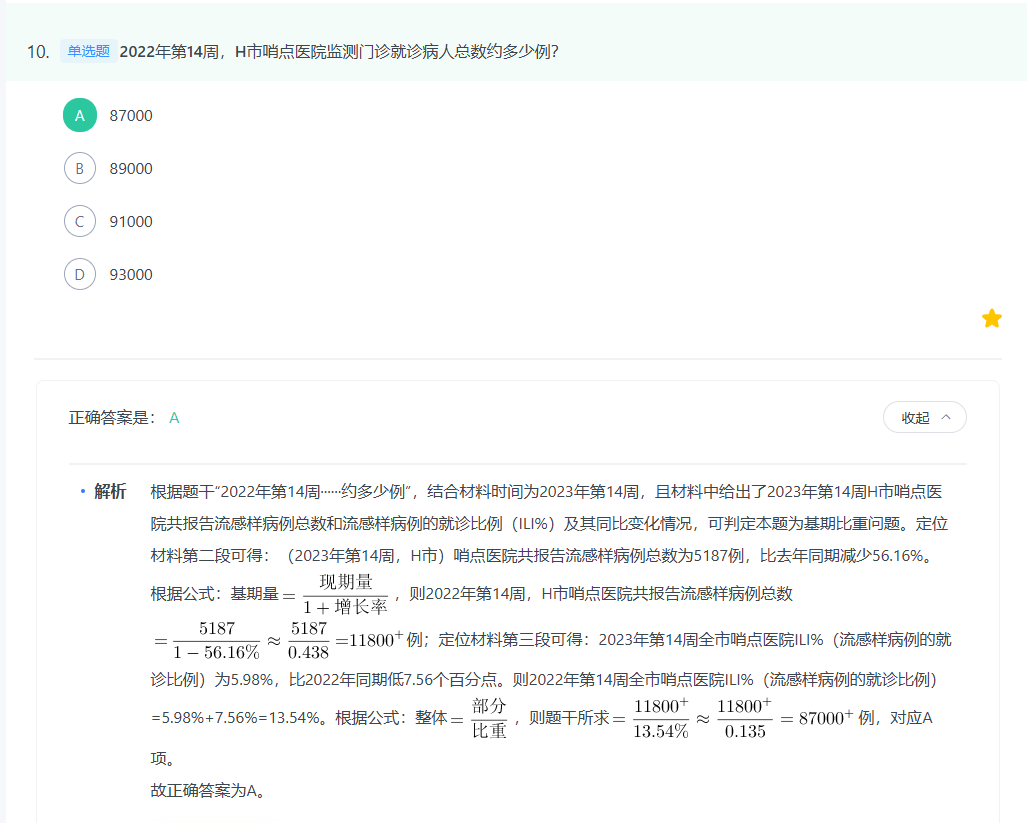 10. 单选题 2022年第14周，H市哨点医院监测门诊就诊病人总数约多少例?
A 87000
B 89000
C 91000
D 93000
正确答案是： A
收起
• 解析 根据题干“2022年第14周······约多少例”，结合材料时间为2023年第14周，且材料中给出了2023年第14周H市哨点医
院共报告流感样病例总数和流感样病例的就诊比例（ILI%）及其同比变化情况，可判定本题为基期比重问题。定位
材料第二段可得：（2023年第14周，H市）哨点医院共报告流感样病例总数为5187例，比去年同期减少56.16%。
根据公式：基期量 = 现期量 / (1 + 增长率)，则2022年第14周，H市哨点医院共报告流感样病例总数
= 5187 / (1 − 56.16%) ≈ 5187 / 0.438 =11800⁺ 例；定位材料第三段可得：2023年第14周全市哨点医院ILI%（流感样病例的就
诊比例）为5.98%，比2022年同期低7.56个百分点。则2022年第14周全市哨点医院ILI%（流感样病例的就诊比例）
=5.98%+7.56%=13.54%。根据公式：整体 = 部分 / 比重，则题干所求 = 11800⁺ / 13.54% ≈ 11800⁺ / 0.135 = 87000⁺ 例，对应A
项。
故正确答案为A。